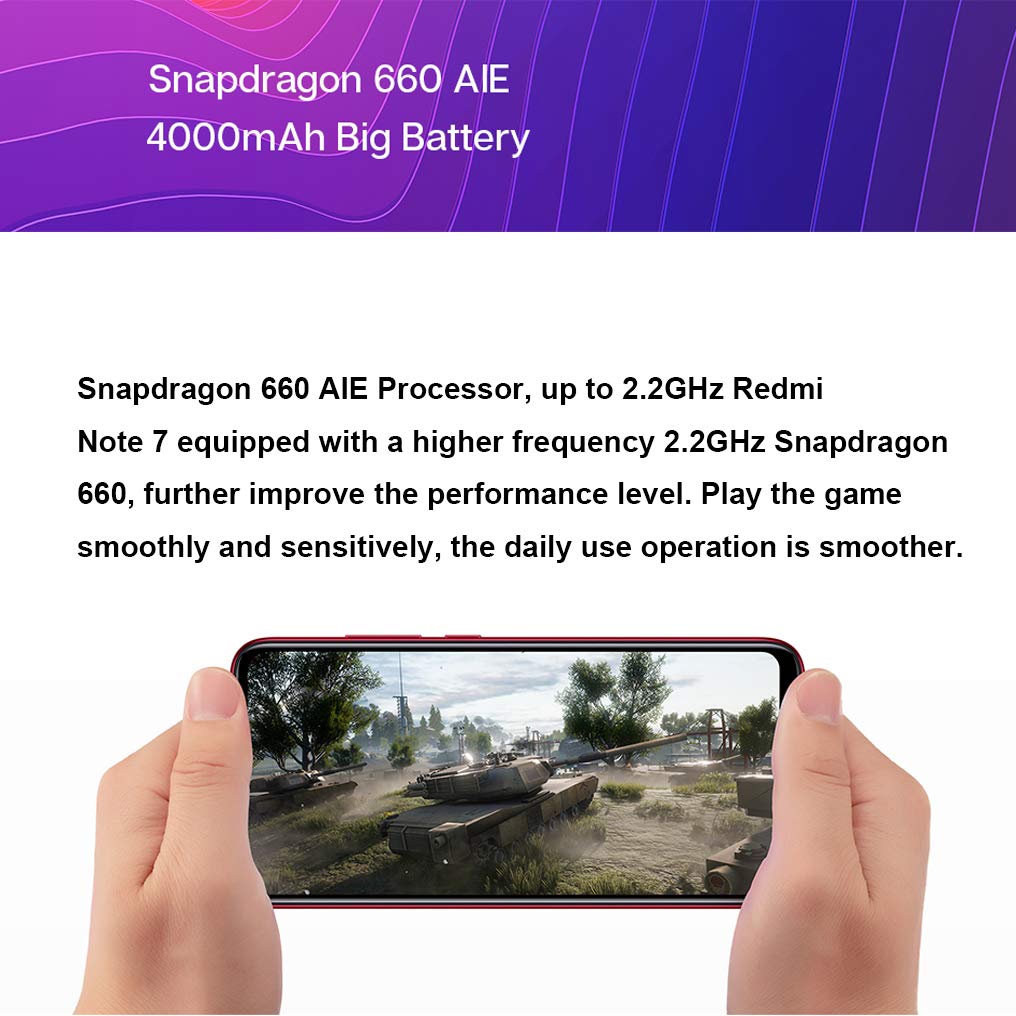 Snapdragon 660 AIE
4000mAh Big Battery
Snapdragon 660 AIE Processor, up to 2.2GHz Redmi
Note 7 equipped with a higher frequency 2.2GHz Snapdragon
660, further improve the performance level. Play the game
smoothly and sensitively, the daily use operation is smoother.